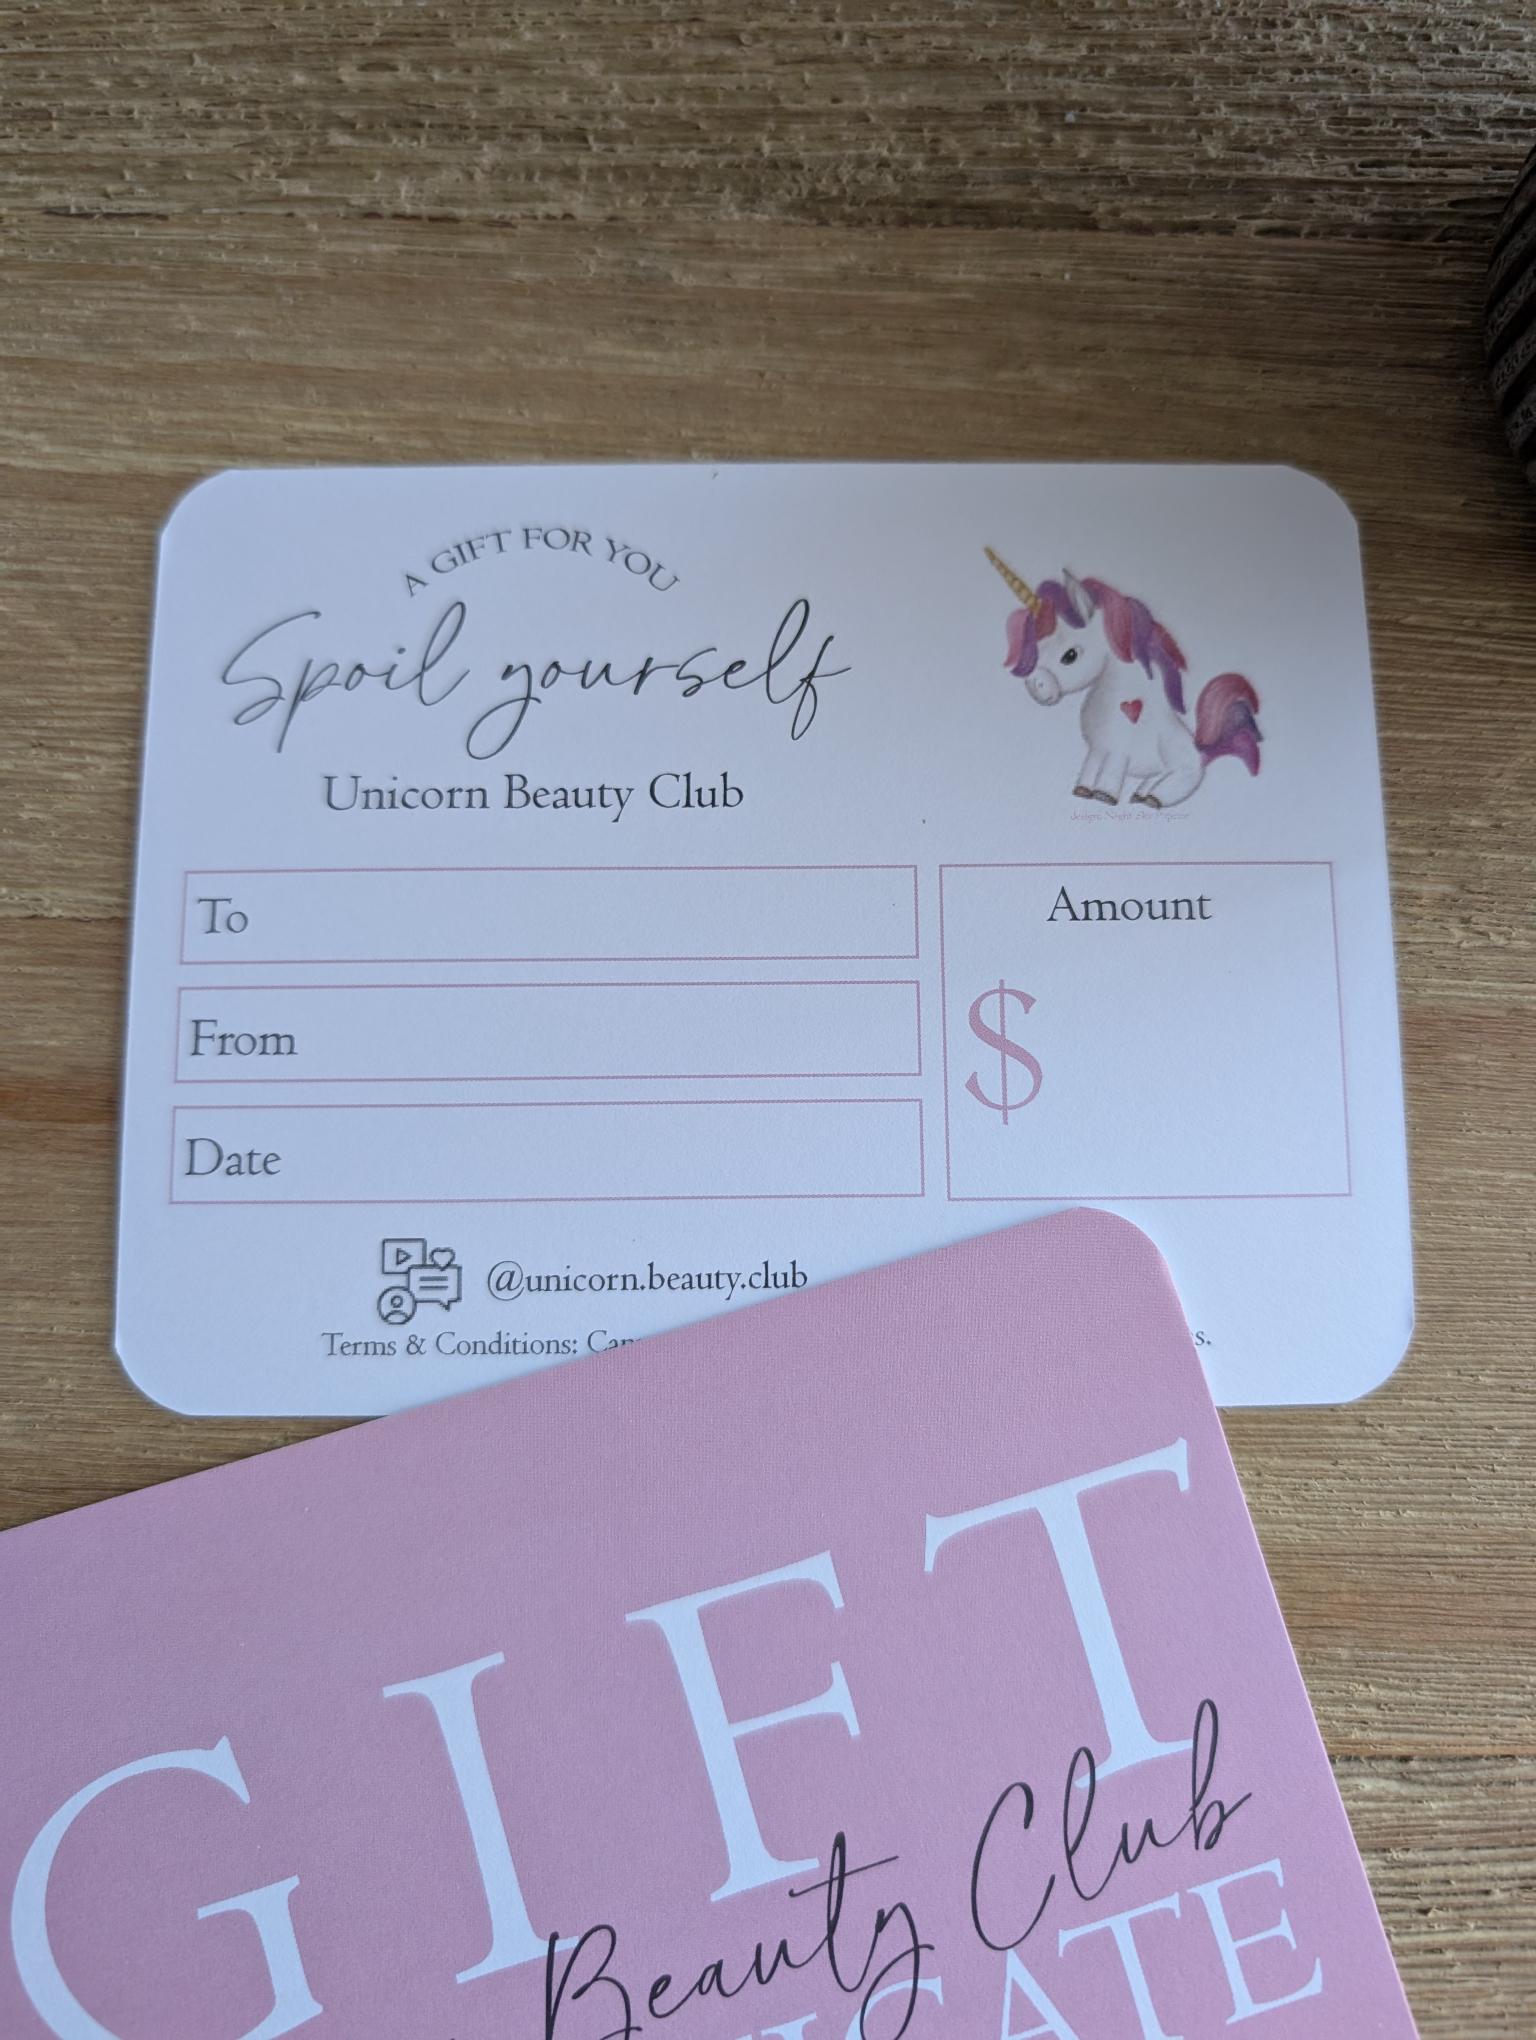 A GIFT FOR YOU
Spoil yourself
Unicorn Beauty Club
To
From
Date
Amount
$
@unicorn.beauty.club
Terms & Conditions:
GIFT
Beauty Club